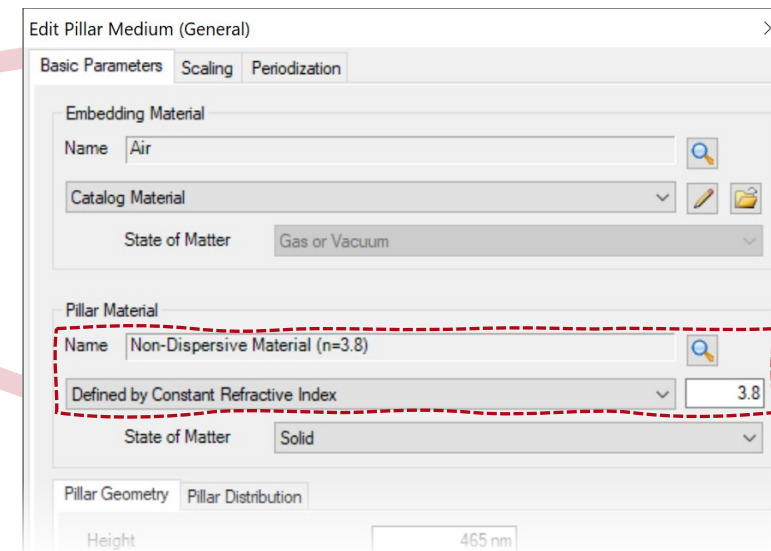 Edit Pillar Medium (General)
Basic Parameters Scaling Periodization
Embedding Material
Name Air
Catalog Material
State of Matter Gas or Vacuum
Pillar Material
Name Non-Dispersive Material (n=3.8)
Defined by Constant Refractive Index 3.8
State of Matter Solid
Pillar Geometry Pillar Distribution
Height 465 nm